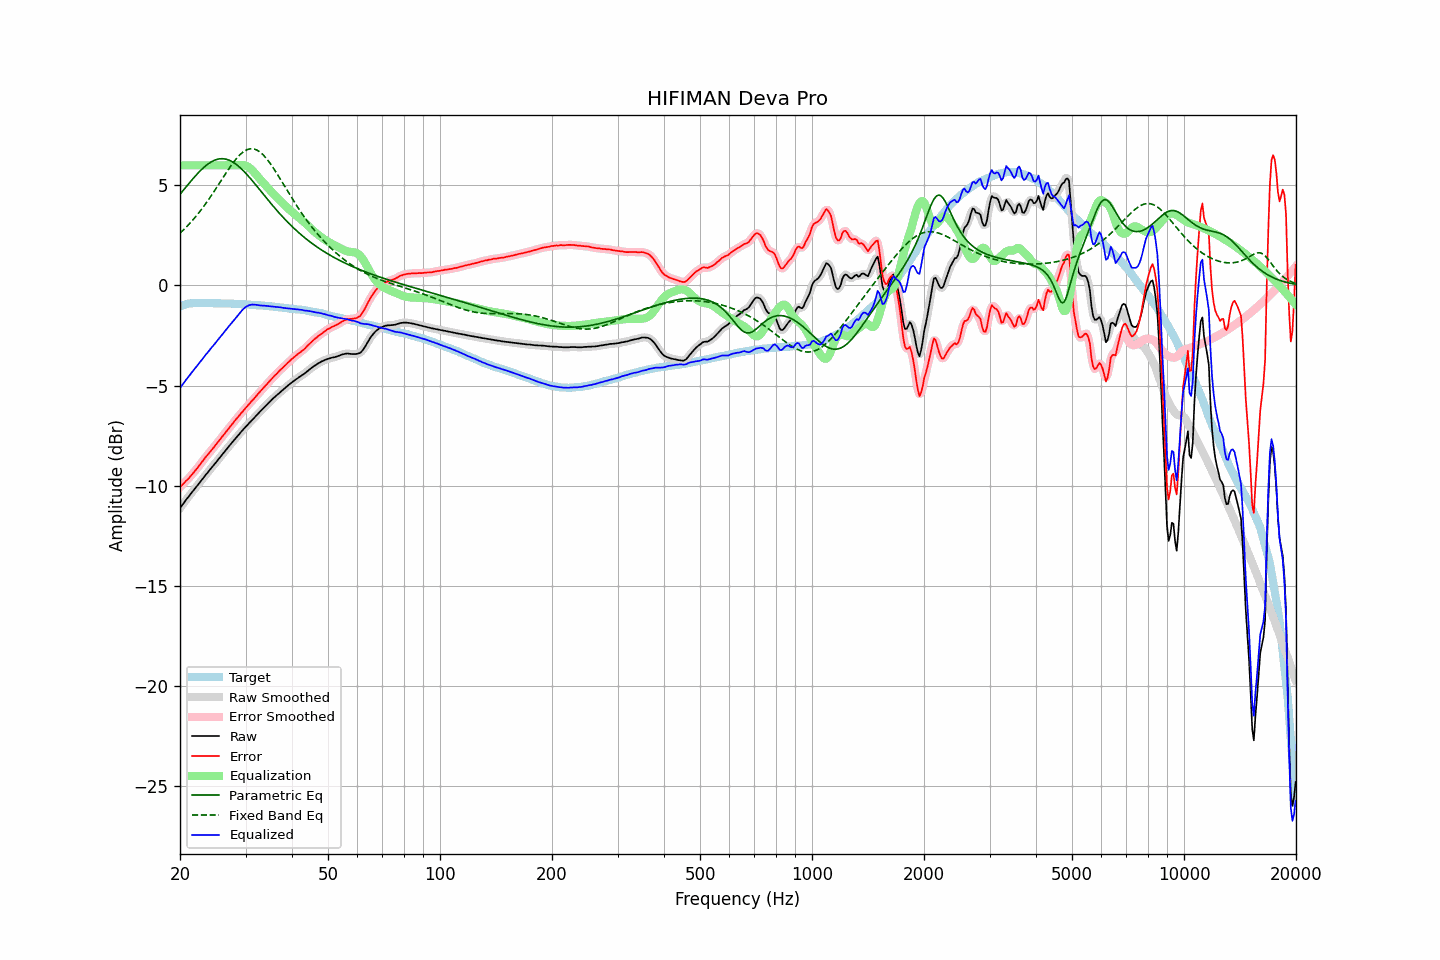 HIFIMAN Deva Pro
Amplitude (dBr)
5
0
−5
−10
−15
−20
−25
Target
Raw Smoothed
Error Smoothed
Raw
Error
Equalization
Parametric Eq
Fixed Band Eq
Equalized
20 50 100 200 500 1000 2000 5000 10000 20000
Frequency (Hz)